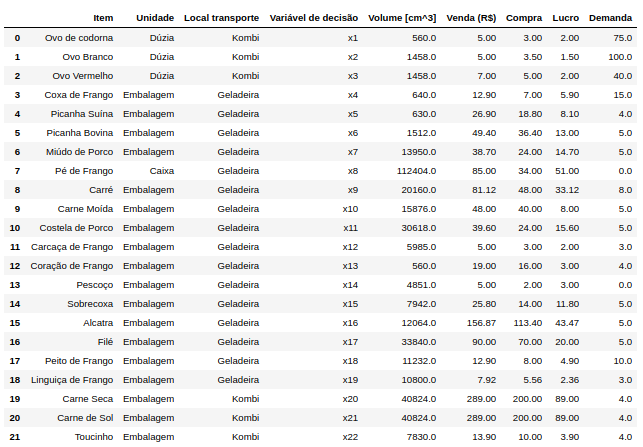 Item Unidade Local transporte Variável de decisão Volume [cm^3] Venda (R$) Compra Lucro Demanda
0 Ovo de codorna Dúzia Kombi x1 560.0 5.00 3.00 2.00 75.0
1 Ovo Branco Dúzia Kombi x2 1458.0 5.00 3.50 1.50 100.0
2 Ovo Vermelho Dúzia Kombi x3 1458.0 7.00 5.00 2.00 40.0
3 Coxa de Frango Embalagem Geladeira x4 640.0 12.90 7.00 5.90 15.0
4 Picanha Suína Embalagem Geladeira x5 630.0 26.90 18.80 8.10 4.0
5 Picanha Bovina Embalagem Geladeira x6 1512.0 49.40 36.40 13.00 5.0
6 Miúdo de Porco Embalagem Geladeira x7 13950.0 38.70 24.00 14.70 5.0
7 Pé de Frango Caixa Geladeira x8 112404.0 85.00 34.00 51.00 0.0
8 Carré Embalagem Geladeira x9 20160.0 81.12 48.00 33.12 8.0
9 Carne Moída Embalagem Geladeira x10 15876.0 48.00 40.00 8.00 5.0
10 Costela de Porco Embalagem Geladeira x11 30618.0 39.60 24.00 15.60 5.0
11 Carcaça de Frango Embalagem Geladeira x12 5985.0 5.00 3.00 2.00 3.0
12 Coração de Frango Embalagem Geladeira x13 560.0 19.00 16.00 3.00 4.0
13 Pescoço Embalagem Geladeira x14 4851.0 5.00 2.00 3.00 0.0
14 Sobrecoxa Embalagem Geladeira x15 7942.0 25.80 14.00 11.80 5.0
15 Alcatra Embalagem Geladeira x16 12064.0 156.87 113.40 43.47 5.0
16 Filé Embalagem Geladeira x17 33840.0 90.00 70.00 20.00 5.0
17 Peito de Frango Embalagem Geladeira x18 11232.0 12.90 8.00 4.90 10.0
18 Linguiça de Frango Embalagem Geladeira x19 10800.0 7.92 5.56 2.36 3.0
19 Carne Seca Embalagem Kombi x20 40824.0 289.00 200.00 89.00 4.0
20 Carne de Sol Embalagem Kombi x21 40824.0 289.00 200.00 89.00 4.0
21 Toucinho Embalagem Kombi x22 7830.0 13.90 10.00 3.90 4.0